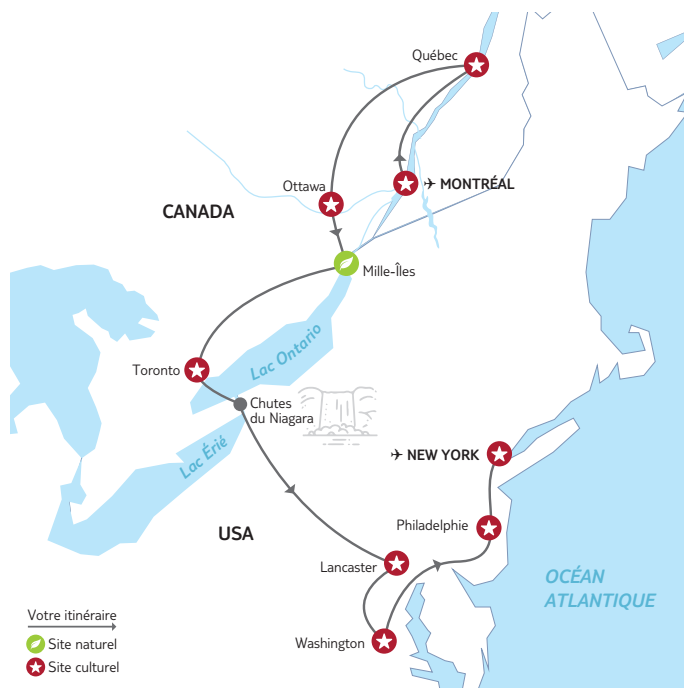 Québec
✈ MONTRÉAL
Ottawa
CANADA
Mille-Îles
Lac Ontario
Toronto
Chutes
du Niagara
Lac Érié
✈ NEW YORK
Philadelphie
USA
Lancaster
OCÉAN
ATLANTIQUE
Votre itinéraire
Site naturel
Washington
Site culturel